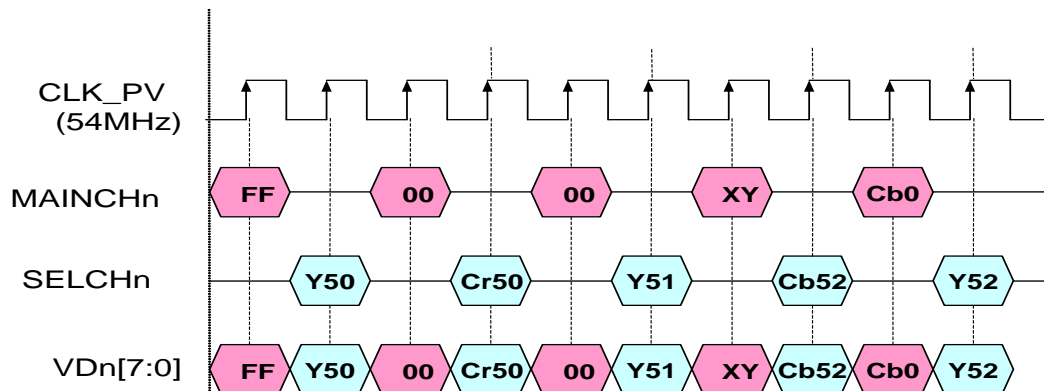 CLK_PV
(54MHz)
MAINCHn FF 00 00 XY Cb0
SELCHn Y50 Cr50 Y51 Cb52 Y52
VDn[7:0] FF Y50 00 Cr50 00 Y51 XY Cb52 Cb0 Y52